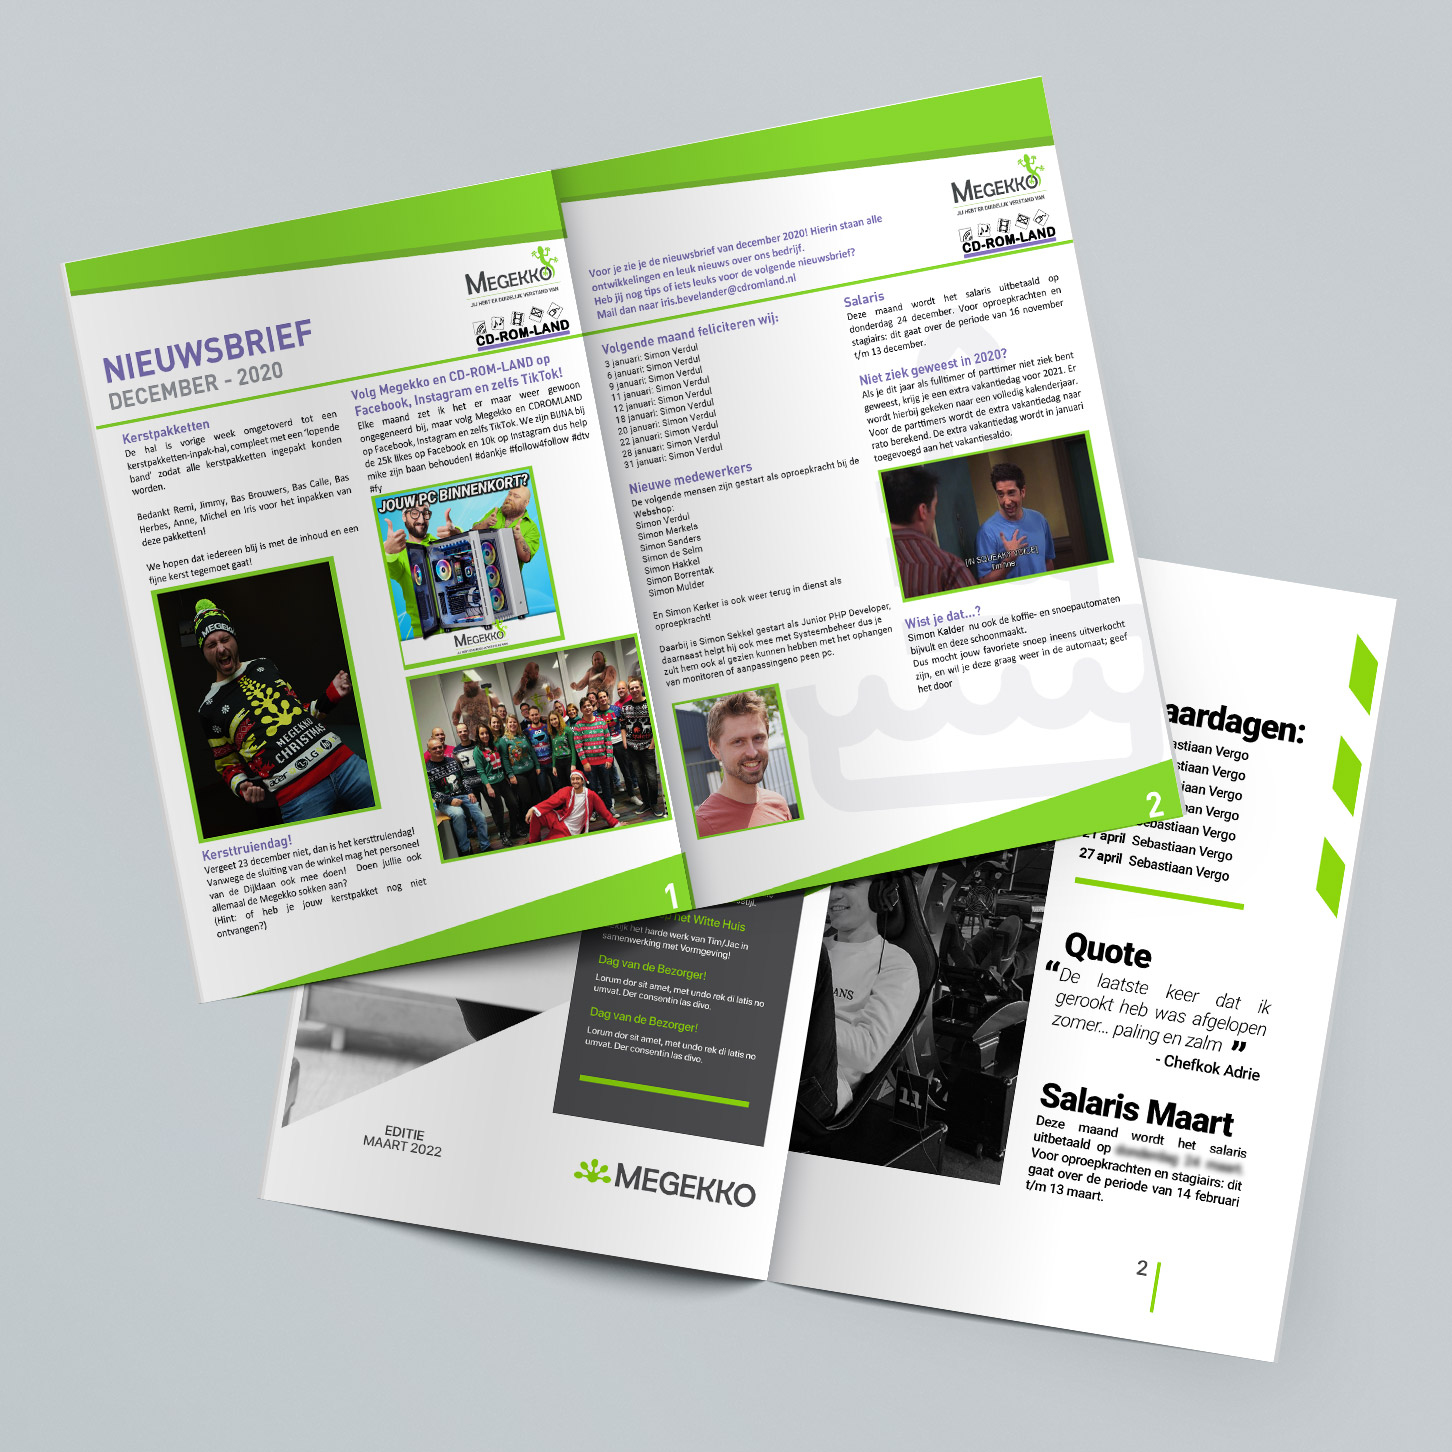 NIEUWSBRIEF
DECEMBER - 2020
MEGEKKO
JIJ HEBT ER DUIDELIJK VERSTAND VAN
CD-ROM-LAND
Kerstpakketten
De hal is vorige week omgetoverd tot een
kerstpakketten-inpak-hal, compleet met een 'lopende
band' zodat alle kerstpakketten ingepakt konden
worden.
Bedankt Remi, Jimmy, Bas Brouwers, Bas Calle, Bas
Herbes, Anne, Michel en Iris voor het inpakken van
deze pakketten!
We hopen dat iedereen blij is met de inhoud en een
fijne kerst tegemoet gaat!
MEGEKKO
MEGEKKO
CHRISTMAS
acer
LG
Kersttruiendag!
Vergeet 23 december niet, dan is het kersttruiendag!
Vanwege de sluiting van de winkel mag het personeel
van de Dijklaan ook mee doen! Doen jullie ook
allemaal de Megekko sokken aan?
(Hint: of heb je jouw kerstpakket nog niet
ontvangen?)
Volg Megekko en CD-ROM-LAND op
Facebook, Instagram en zelfs TikTok!
Elke maand zet ik het er maar weer gewoon
ongegeneerd bij, maar volg Megekko en CDROMLAND
op Facebook, Instagram en zelfs TikTok. We zijn BIJNA bij
de 25k likes op Facebook en 10k op Instagram dus help
mike zijn baan behouden! #dankje #follow4follow #dtv
#fy
JOUW PC BINNENKORT?
MEGEKKO
1
Voor je zie je de nieuwsbrief van december 2020! Hierin staan alle
ontwikkelingen en leuk nieuws over ons bedrijf.
Heb jij nog tips of iets leuks voor de volgende nieuwsbrief?
Mail dan naar iris.bevelander@cdromland.nl
MEGEKKO
JIJ HEBT ER DUIDELIJK VERSTAND VAN
CD-ROM-LAND
Volgende maand feliciteren wij:
3 januari: Simon Verdul
6 januari: Simon Verdul
9 januari: Simon Verdul
11 januari: Simon Verdul
12 januari: Simon Verdul
18 januari: Simon Verdul
20 januari: Simon Verdul
22 januari: Simon Verdul
28 januari: Simon Verdul
31 januari: Simon Verdul
Nieuwe medewerkers
De volgende mensen zijn gestart als oproepkracht bij de
Webshop:
Simon Verdul
Simon Merkela
Simon Sanders
Simon de Selm
Simon Hakkel
Simon Borrentak
Simon Mulder
En Simon Kerker is ook weer terug in dienst als
oproepkracht!
Daarbij is Simon Sekkel gestart als Junior PHP Developer,
daarnaast helpt hij ook mee met Systeembeheer dus je
zult hem ook al gezien kunnen hebben met het ophangen
van monitoren of aanpassingeno peen pc.
Salaris
Deze maand wordt het salaris uitbetaald op
donderdag 24 december. Voor oproepkrachten en
stagiairs: dit gaat over de periode van 16 november
t/m 13 december.
Niet ziek geweest in 2020?
Als je dit jaar als fulltimer of parttimer niet ziek bent
geweest, krijg je een extra vakantiedag voor 2021. Er
wordt hierbij gekeken naar een volledig kalenderjaar.
Voor de parttimers wordt de extra vakantiedag naar
rato berekend. De extra vakantiedag wordt in januari
toegevoegd aan het vakantiesaldo.
[IN SQUEAKY VOICE]
I'm fine
Wist je dat...?
Simon Kalder nu ook de koffie- en snoepautomaten
bijvult en deze schoonmaakt.
Dus mocht jouw favoriete snoep ineens uitverkocht
zijn, en wil je deze graag weer in de automaat; geef
het door
2
op het Witte Huis
kijk het harde werk van Tim/Jac in
samenwerking met Vormgeving!
Dag van de Bezorger!
Lorum dor sit amet, met undo rek di latis no
umvat. Der consentin las divo.
Dag van de Bezorger!
Lorum dor sit amet, met undo rek di latis no
umvat. Der consentin las divo.
EDITIE
MAART 2022
MEGEKKO
11
aardagen:
astiaan Vergo
stiaan Vergo
iaan Vergo
aan Vergo
ebastiaan Vergo
21 april Sebastiaan Vergo
27 april Sebastiaan Vergo
Quote
“De laatste keer dat ik
gerookt heb was afgelopen
zomer... paling en zalm ”
- Chefkok Adrie
Salaris Maart
Deze maand wordt het salaris
uitbetaald op
Voor oproepkrachten en stagiairs: dit
gaat over de periode van 14 februari
t/m 13 maart.
2